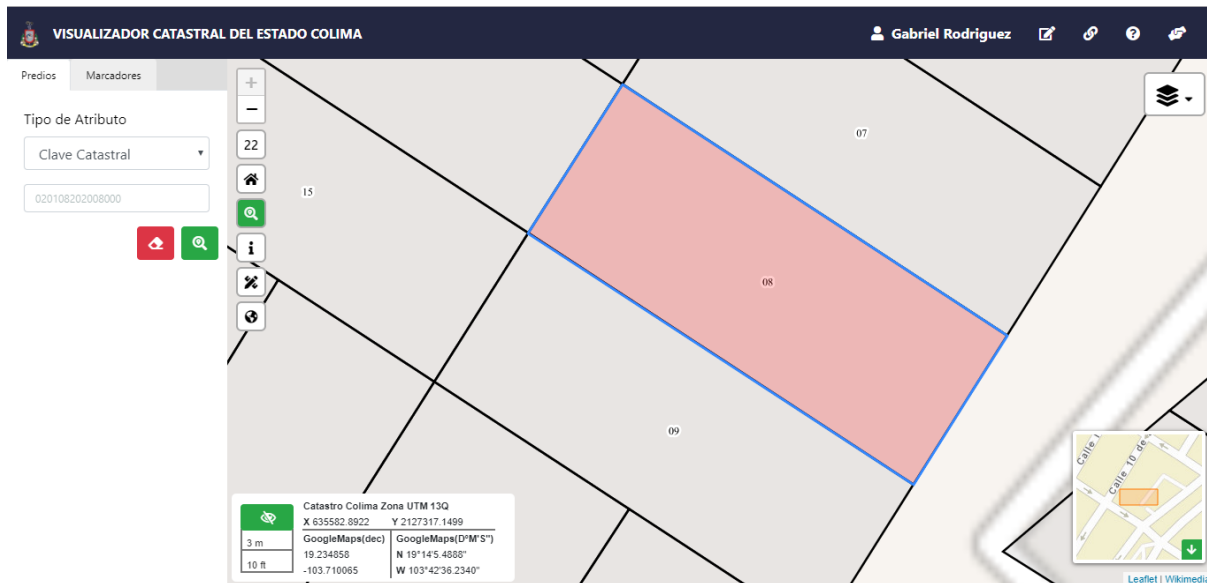 VISUALIZADOR CATASTRAL DEL ESTADO COLIMA
Gabriel Rodriguez
Predios Marcadores
Tipo de Atributo
Clave Catastral
020108202008000
+
−
22
i
07
15
08
09
Catastro Colima Zona UTM 13Q
X 635582.8922 Y 2127317.1499
GoogleMaps(dec) GoogleMaps(D°M'S")
19.234858 N 19°14'5.4888"
-103.710065 W 103°42'36.2340"
3 m
10 ft
Calle
Calle 10 de
Leaflet | Wikimedia